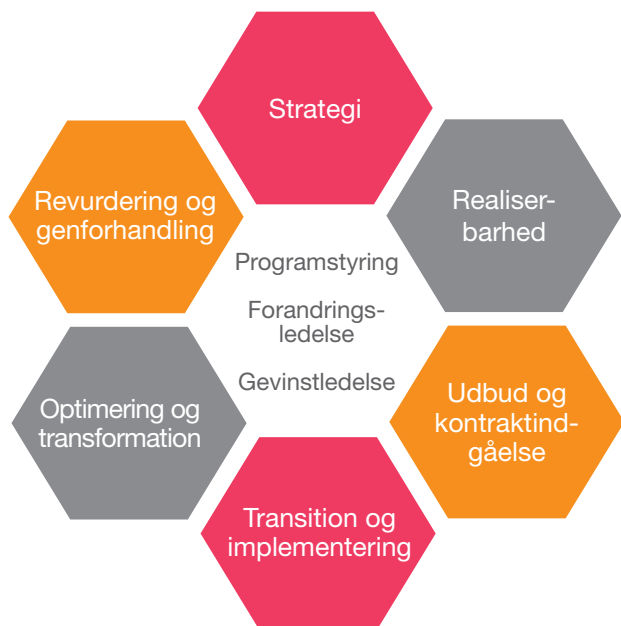 Strategi
Realiser-
barhed
Udbud og
kontraktind-
gåelse
Transition og
implementering
Optimering og
transformation
Revurdering og
genforhandling
Programstyring
Forandrings-
ledelse
Gevinstledelse